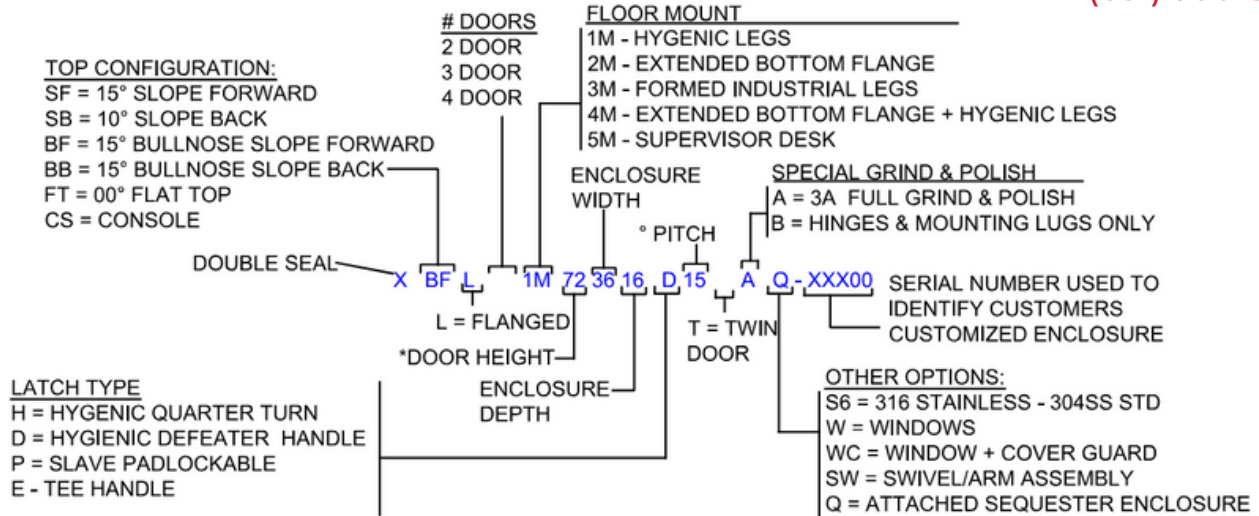 # DOORS
2 DOOR
3 DOOR
4 DOOR
FLOOR MOUNT
1M - HYGENIC LEGS
2M - EXTENDED BOTTOM FLANGE
3M - FORMED INDUSTRIAL LEGS
4M - EXTENDED BOTTOM FLANGE + HYGENIC LEGS
5M - SUPERVISOR DESK
TOP CONFIGURATION:
SF = 15° SLOPE FORWARD
SB = 10° SLOPE BACK
BF = 15° BULLNOSE SLOPE FORWARD
BB = 15° BULLNOSE SLOPE BACK
FT = 00° FLAT TOP
CS = CONSOLE
ENCLOSURE
WIDTH
SPECIAL GRIND & POLISH
A = 3A FULL GRIND & POLISH
B = HINGES & MOUNTING LUGS ONLY
° PITCH
DOUBLE SEAL
X BF L 1M 72 36 16 D 15 A Q - XXX00
SERIAL NUMBER USED TO
IDENTIFY CUSTOMERS
CUSTOMIZED ENCLOSURE
L = FLANGED
T = TWIN
DOOR
*DOOR HEIGHT
ENCLOSURE
DEPTH
LATCH TYPE
H = HYGENIC QUARTER TURN
D = HYGIENIC DEFEATER HANDLE
P = SLAVE PADLOCKABLE
E - TEE HANDLE
OTHER OPTIONS:
S6 = 316 STAINLESS - 304SS STD
W = WINDOWS
WC = WINDOW + COVER GUARD
SW = SWIVEL/ARM ASSEMBLY
Q = ATTACHED SEQUESTER ENCLOSURE